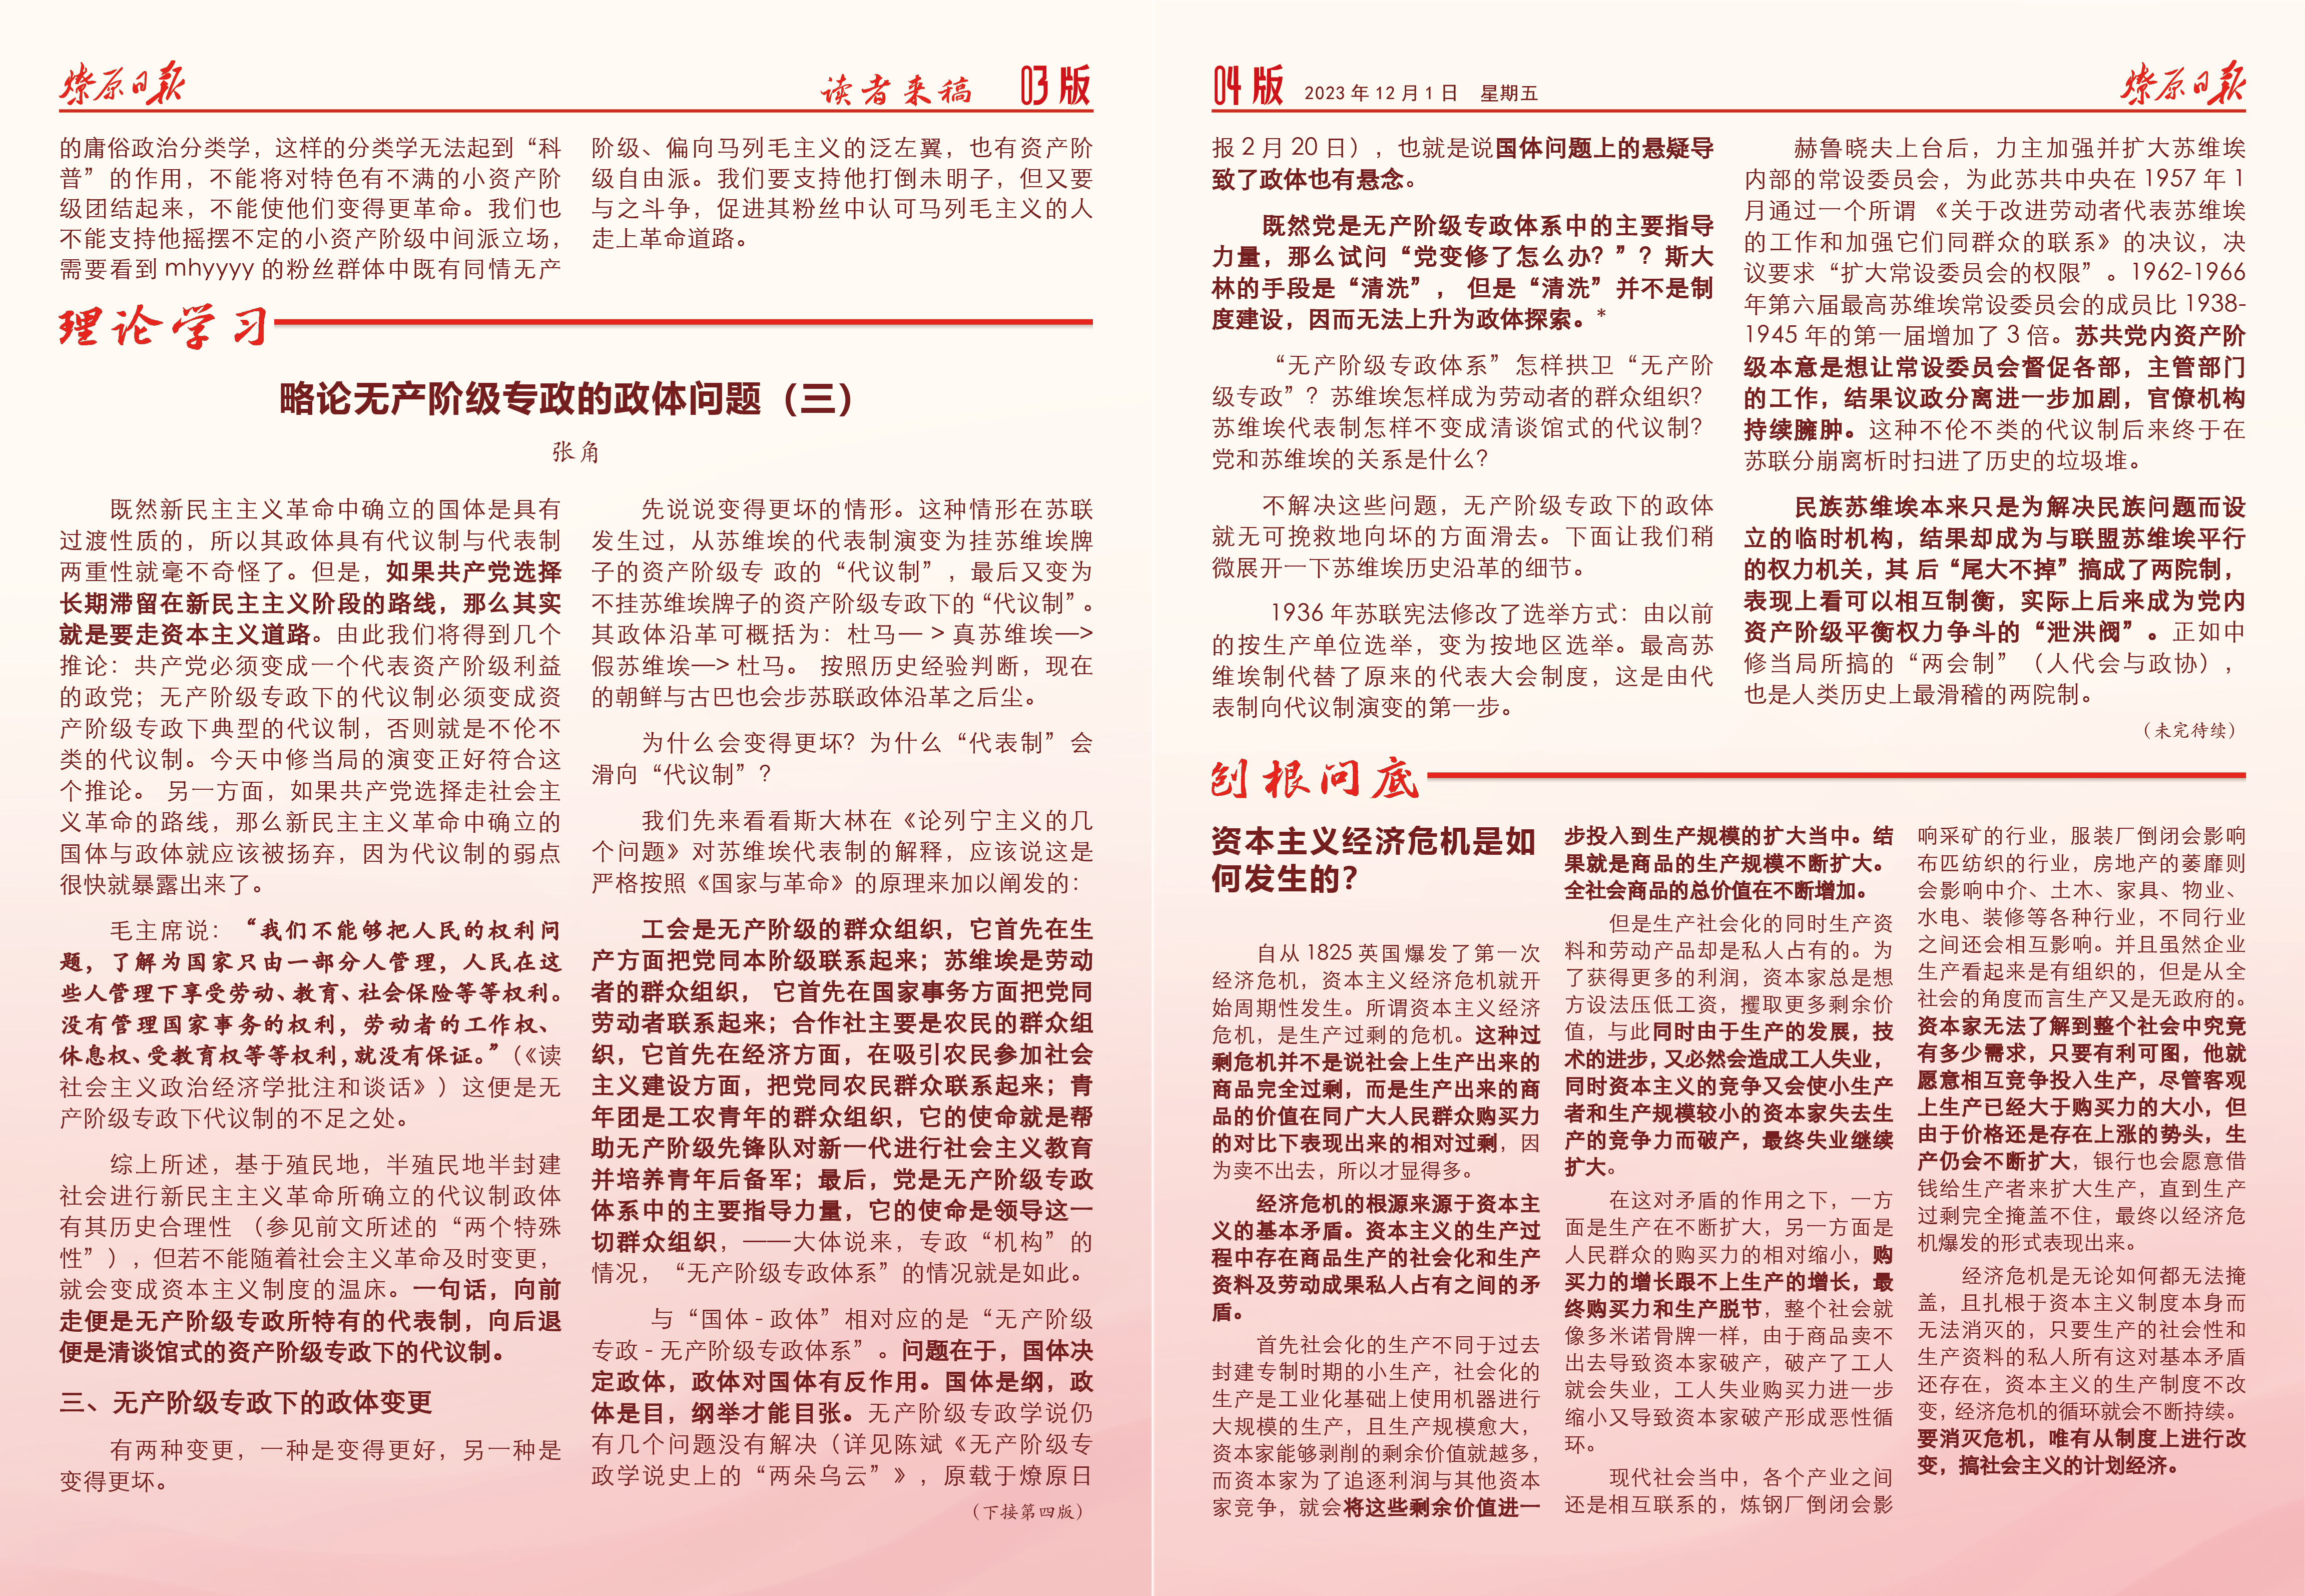 燎原日报
读者来稿
03版
的庸俗政治分类学，这样的分类学无法起到“科
普”的作用，不能将对特色有不满的小资产阶
级团结起来，不能使他们变得更革命。我们也
不能支持他摇摆不定的小资产阶级中间派立场，
需要看到 mhyyyy 的粉丝群体中既有同情无产
阶级、偏向马列毛主义的泛左翼，也有资产阶
级自由派。我们要支持他打倒未明子，但又要
与之斗争，促进其粉丝中认可马列毛主义的人
走上革命道路。
理论学习
略论无产阶级专政的政体问题（三）
张角
既然新民主主义革命中确立的国体是具有
过渡性质的，所以其政体具有代议制与代表制
两重性就毫不奇怪了。但是，如果共产党选择
长期滞留在新民主主义阶段的路线，那么其实
就是要走资本主义道路。由此我们将得到几个
推论：共产党必须变成一个代表资产阶级利益
的政党；无产阶级专政下的代议制必须变成资
产阶级专政下典型的代议制，否则就是不伦不
类的代议制。今天中修当局的演变正好符合这
个推论。 另一方面，如果共产党选择走社会主
义革命的路线，那么新民主主义革命中确立的
国体与政体就应该被扬弃，因为代议制的弱点
很快就暴露出来了。
毛主席说：“我们不能够把人民的权利问
题，了解为国家只由一部分人管理，人民在这
些人管理下享受劳动、教育、社会保险等等权利。
没有管理国家事务的权利，劳动者的工作权、
休息权、受教育权等等权利，就没有保证。”（《读
社会主义政治经济学批注和谈话》）这便是无
产阶级专政下代议制的不足之处。
综上所述，基于殖民地，半殖民地半封建
社会进行新民主主义革命所确立的代议制政体
有其历史合理性 （参见前文所述的“两个特殊
性”），但若不能随着社会主义革命及时变更，
就会变成资本主义制度的温床。一句话，向前
走便是无产阶级专政所特有的代表制，向后退
便是清谈馆式的资产阶级专政下的代议制。
三、无产阶级专政下的政体变更
有两种变更，一种是变得更好，另一种是
变得更坏。
先说说变得更坏的情形。这种情形在苏联
发生过，从苏维埃的代表制演变为挂苏维埃牌
子的资产阶级专 政的“代议制”，最后又变为
不挂苏维埃牌子的资产阶级专政下的“代议制”。
其政体沿革可概括为：杜马— > 真苏维埃—>
假苏维埃—> 杜马。 按照历史经验判断，现在
的朝鲜与古巴也会步苏联政体沿革之后尘。
为什么会变得更坏？为什么“代表制”会
滑向“代议制”？
我们先来看看斯大林在《论列宁主义的几
个问题》对苏维埃代表制的解释，应该说这是
严格按照《国家与革命》的原理来加以阐发的：
工会是无产阶级的群众组织，它首先在生
产方面把党同本阶级联系起来；苏维埃是劳动
者的群众组织， 它首先在国家事务方面把党同
劳动者联系起来；合作社主要是农民的群众组
织，它首先在经济方面，在吸引农民参加社会
主义建设方面，把党同农民群众联系起来；青
年团是工农青年的群众组织，它的使命就是帮
助无产阶级先锋队对新一代进行社会主义教育
并培养青年后备军；最后，党是无产阶级专政
体系中的主要指导力量，它的使命是领导这一
切群众组织，——大体说来，专政“机构”的
情况，“无产阶级专政体系”的情况就是如此。
与“国体 - 政体”相对应的是“无产阶级
专政 - 无产阶级专政体系”。问题在于，国体决
定政体，政体对国体有反作用。国体是纲，政
体是目，纲举才能目张。无产阶级专政学说仍
有几个问题没有解决（详见陈斌《无产阶级专
政学说史上的“两朵乌云”》，原载于燎原日
（下接第四版）
04版
2023 年 12 月 1 日 星期五
燎原日报
报 2 月 20 日），也就是说国体问题上的悬疑导
致了政体也有悬念。
既然党是无产阶级专政体系中的主要指导
力量，那么试问“党变修了怎么办？”？斯大
林的手段是“清洗”， 但是“清洗”并不是制
度建设，因而无法上升为政体探索。*
“无产阶级专政体系”怎样拱卫“无产阶
级专政”？苏维埃怎样成为劳动者的群众组织？
苏维埃代表制怎样不变成清谈馆式的代议制？
党和苏维埃的关系是什么？
不解决这些问题，无产阶级专政下的政体
就无可挽救地向坏的方面滑去。下面让我们稍
微展开一下苏维埃历史沿革的细节。
1936 年苏联宪法修改了选举方式：由以前
的按生产单位选举，变为按地区选举。最高苏
维埃制代替了原来的代表大会制度，这是由代
表制向代议制演变的第一步。
赫鲁晓夫上台后，力主加强并扩大苏维埃
内部的常设委员会，为此苏共中央在 1957 年 1
月通过一个所谓 《关于改进劳动者代表苏维埃
的工作和加强它们同群众的联系》的决议，决
议要求“扩大常设委员会的权限”。1962-1966
年第六届最高苏维埃常设委员会的成员比 1938-
1945 年的第一届增加了 3 倍。苏共党内资产阶
级本意是想让常设委员会督促各部，主管部门
的工作，结果议政分离进一步加剧，官僚机构
持续臃肿。这种不伦不类的代议制后来终于在
苏联分崩离析时扫进了历史的垃圾堆。
民族苏维埃本来只是为解决民族问题而设
立的临时机构，结果却成为与联盟苏维埃平行
的权力机关，其 后“尾大不掉”搞成了两院制，
表现上看可以相互制衡，实际上后来成为党内
资产阶级平衡权力争斗的“泄洪阀”。正如中
修当局所搞的“两会制”（人代会与政协），
也是人类历史上最滑稽的两院制。
（未完待续）
刨根问底
资本主义经济危机是如
何发生的？
自从 1825 英国爆发了第一次
经济危机，资本主义经济危机就开
始周期性发生。所谓资本主义经济
危机，是生产过剩的危机。这种过
剩危机并不是说社会上生产出来的
商品完全过剩，而是生产出来的商
品的价值在同广大人民群众购买力
的对比下表现出来的相对过剩，因
为卖不出去，所以才显得多。
经济危机的根源来源于资本主
义的基本矛盾。资本主义的生产过
程中存在商品生产的社会化和生产
资料及劳动成果私人占有之间的矛
盾。
首先社会化的生产不同于过去
封建专制时期的小生产，社会化的
生产是工业化基础上使用机器进行
大规模的生产，且生产规模愈大，
资本家能够剥削的剩余价值就越多，
而资本家为了追逐利润与其他资本
家竞争，就会将这些剩余价值进一
步投入到生产规模的扩大当中。结
果就是商品的生产规模不断扩大。
全社会商品的总价值在不断增加。
但是生产社会化的同时生产资
料和劳动产品却是私人占有的。为
了获得更多的利润，资本家总是想
方设法压低工资，攫取更多剩余价
值，与此同时由于生产的发展，技
术的进步，又必然会造成工人失业，
同时资本主义的竞争又会使小生产
者和生产规模较小的资本家失去生
产的竞争力而破产，最终失业继续
扩大。
在这对矛盾的作用之下，一方
面是生产在不断扩大，另一方面是
人民群众的购买力的相对缩小，购
买力的增长跟不上生产的增长，最
终购买力和生产脱节，整个社会就
像多米诺骨牌一样，由于商品卖不
出去导致资本家破产，破产了工人
就会失业，工人失业购买力进一步
缩小又导致资本家破产形成恶性循
环。
现代社会当中，各个产业之间
还是相互联系的，炼钢厂倒闭会影
响采矿的行业，服装厂倒闭会影响
布匹纺织的行业，房地产的萎靡则
会影响中介、土木、家具、物业、
水电、装修等各种行业，不同行业
之间还会相互影响。并且虽然企业
生产看起来是有组织的，但是从全
社会的角度而言生产又是无政府的。
资本家无法了解到整个社会中究竟
有多少需求，只要有利可图，他就
愿意相互竞争投入生产，尽管客观
上生产已经大于购买力的大小，但
由于价格还是存在上涨的势头，生
产仍会不断扩大，银行也会愿意借
钱给生产者来扩大生产，直到生产
过剩完全掩盖不住，最终以经济危
机爆发的形式表现出来。
经济危机是无论如何都无法掩
盖，且扎根于资本主义制度本身而
无法消灭的，只要生产的社会性和
生产资料的私人所有这对基本矛盾
还存在，资本主义的生产制度不改
变，经济危机的循环就会不断持续。
要消灭危机，唯有从制度上进行改
变，搞社会主义的计划经济。